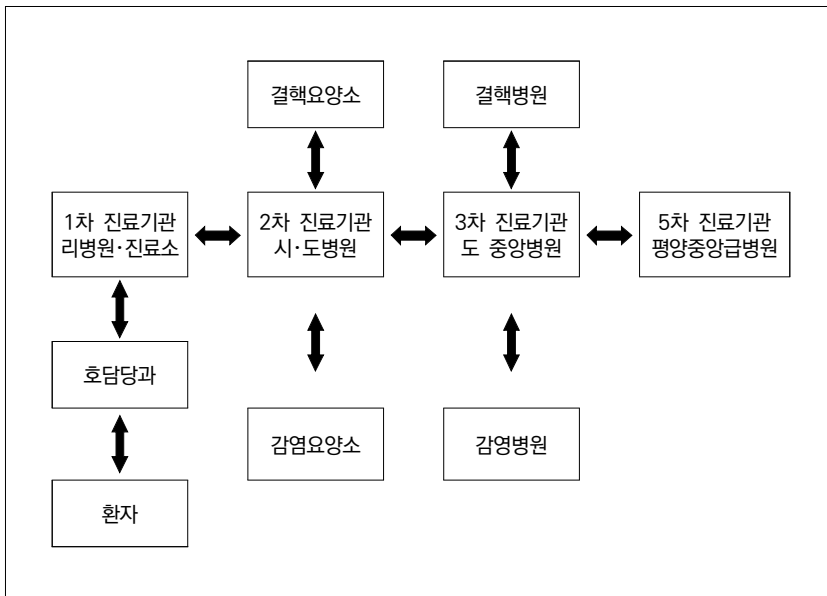 결핵요양소
결핵병원
1차 진료기관
리병원·진료소
2차 진료기관
시·도병원
3차 진료기관
도 중앙병원
5차 진료기관
평양중앙급병원
호담당과
감염요양소
감영병원
환자